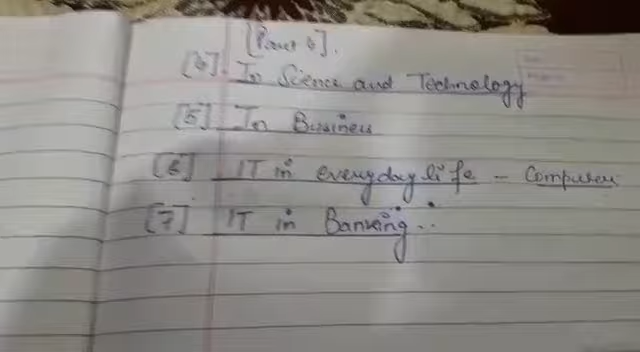 [Part 4].
[4]. In Science and Technology
[5] In Business
[6] IT in everyday life – Computer
[7] IT in Banking..